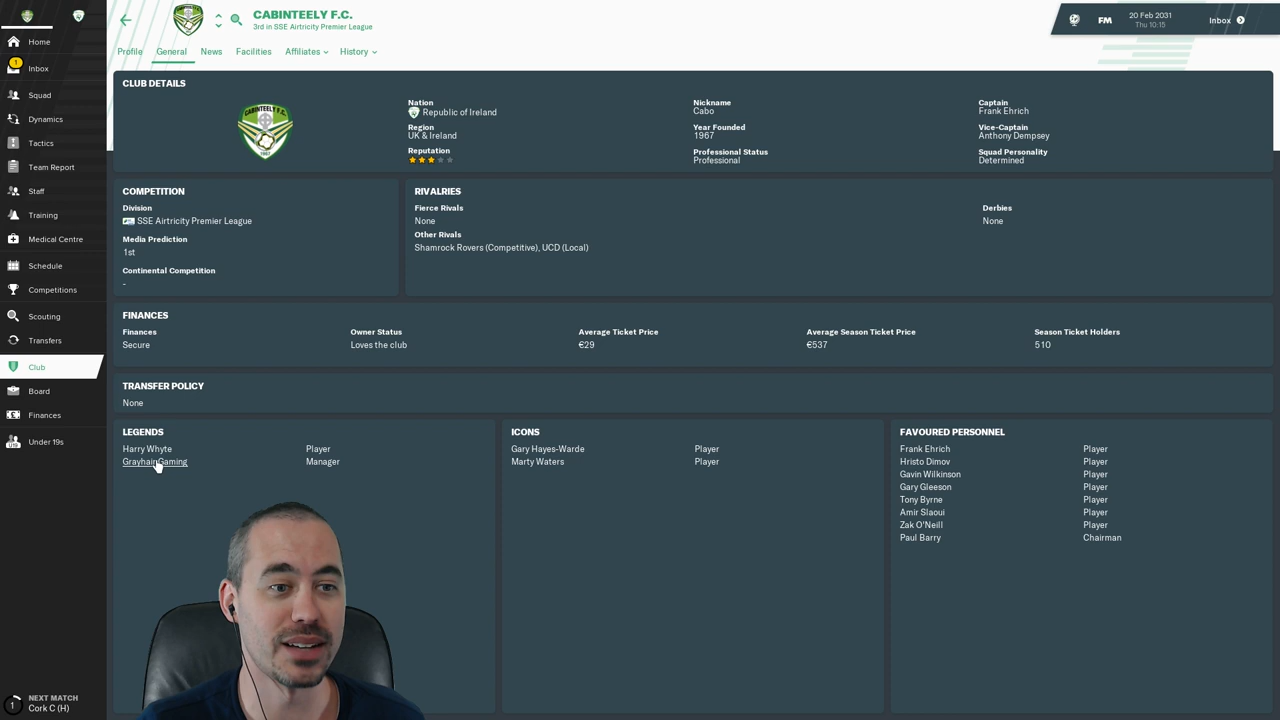 CABINTEELY F.C.
3rd in SSE Airtricity Premier League
FM
20 Feb 2031
Thu 10:15
Inbox
Profile
General
News
Facilities
Affiliates
History
Home
1
Inbox
Squad
Dynamics
Tactics
Team Report
Staff
Training
Medical Centre
Schedule
Competitions
Scouting
Transfers
Club
Board
Finances
Under 19s
1
NEXT MATCH
Cork C (H)
CLUB DETAILS
CABINTEELY F.C.
Nation
Republic of Ireland
Region
UK & Ireland
Reputation
Nickname
Cabo
Year Founded
1967
Professional Status
Professional
Captain
Frank Ehrich
Vice-Captain
Anthony Dempsey
Squad Personality
Determined
COMPETITION
Division
SSE Airtricity Premier League
Media Prediction
1st
Continental Competition
-
RIVALRIES
Fierce Rivals
None
Other Rivals
Shamrock Rovers (Competitive), UCD (Local)
Derbies
None
FINANCES
Finances
Secure
Owner Status
Loves the club
Average Ticket Price
€29
Average Season Ticket Price
€537
Season Ticket Holders
510
TRANSFER POLICY
None
LEGENDS
Harry Whyte Player
GrayhainGaming Manager
ICONS
Gary Hayes-Warde Player
Marty Waters Player
FAVOURED PERSONNEL
Frank Ehrich Player
Hristo Dimov Player
Gavin Wilkinson Player
Gary Gleeson Player
Tony Byrne Player
Amir Slaoui Player
Zak O'Neill Player
Paul Barry Chairman